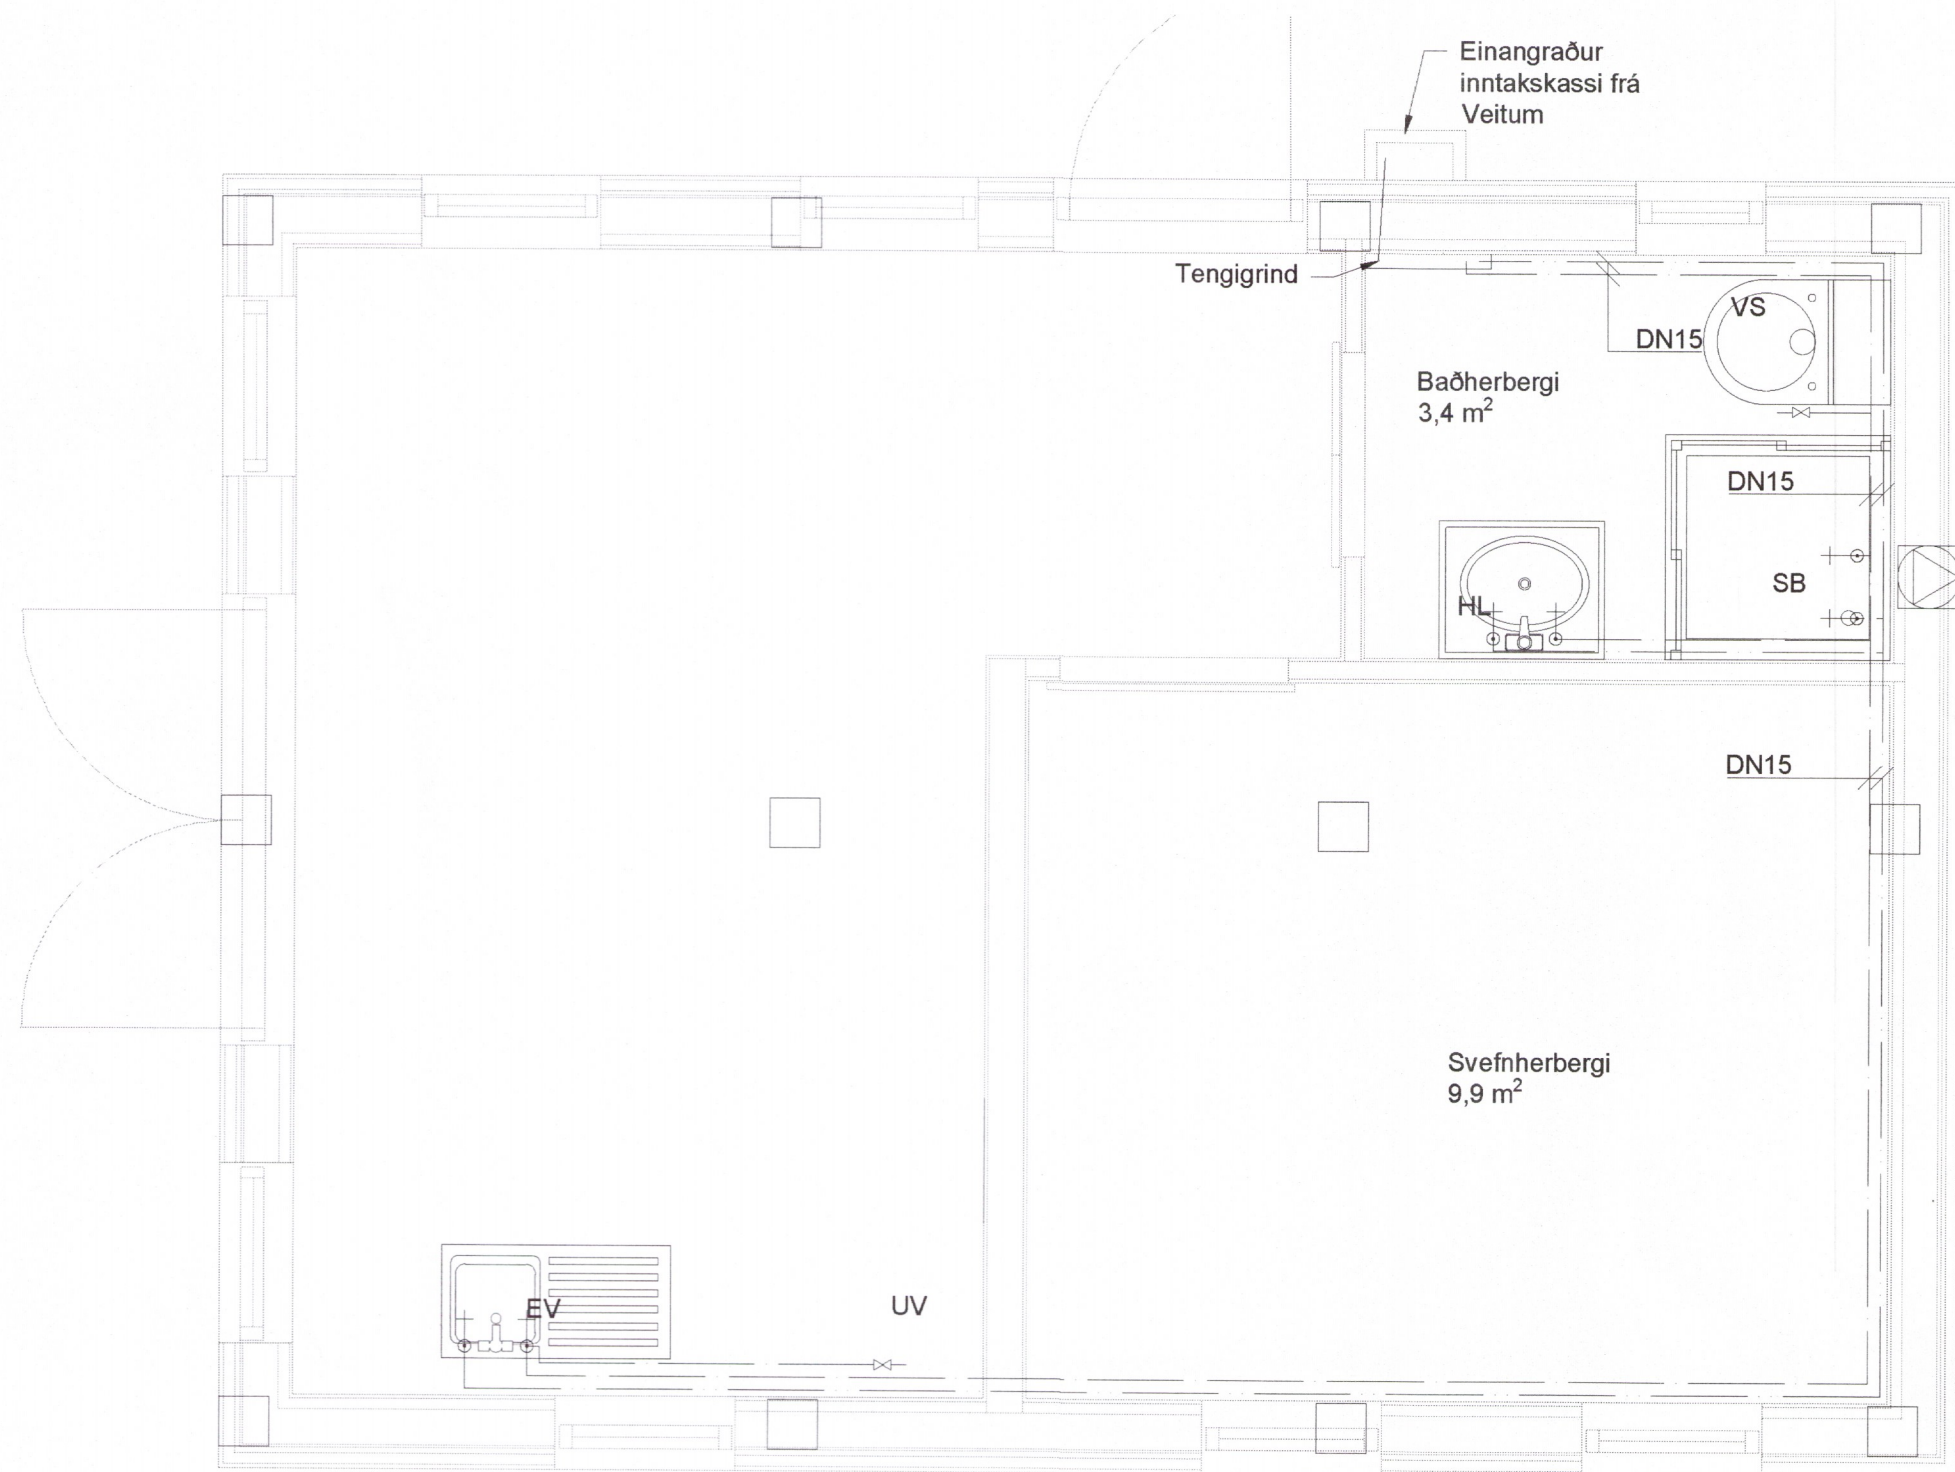 Einangraður
inntakskassi frá
Veitum
Tengigrind
VS
DN15
Baðherbergi
3,4 m²
DN15
SB
HL
DN15
Svefnherbergi
9,9 m²
EV
UV